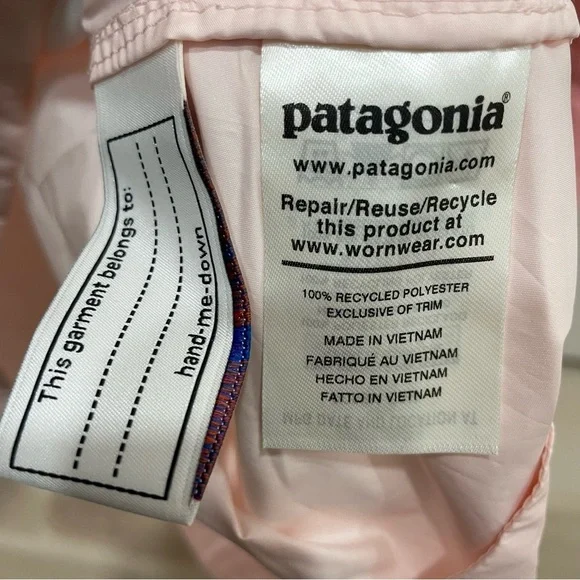 This garment belongs to:
hand-me-down
patagonia®
www.patagonia.com
Repair/Reuse/Recycle
this product at
www.wornwear.com
100% RECYCLED POLYESTER
EXCLUSIVE OF TRIM
MADE IN VIETNAM
FABRIQUÉ AU VIETNAM
HECHO EN VIETNAM
FATTO IN VIETNAM